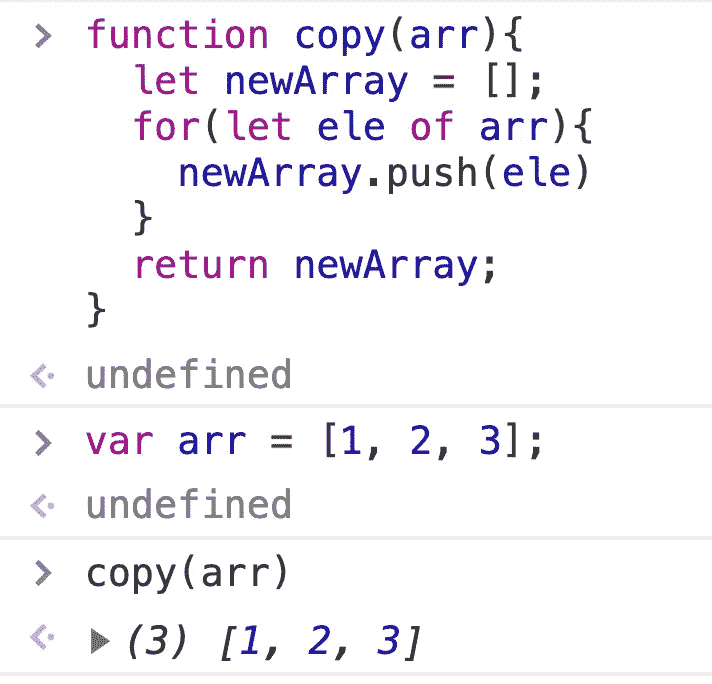 function copy(arr){
let newArray = [];
for(let ele of arr){
newArray.push(ele)
}
return newArray;
}
undefined
var arr = [1, 2, 3];
undefined
copy(arr)
(3) [1, 2, 3]